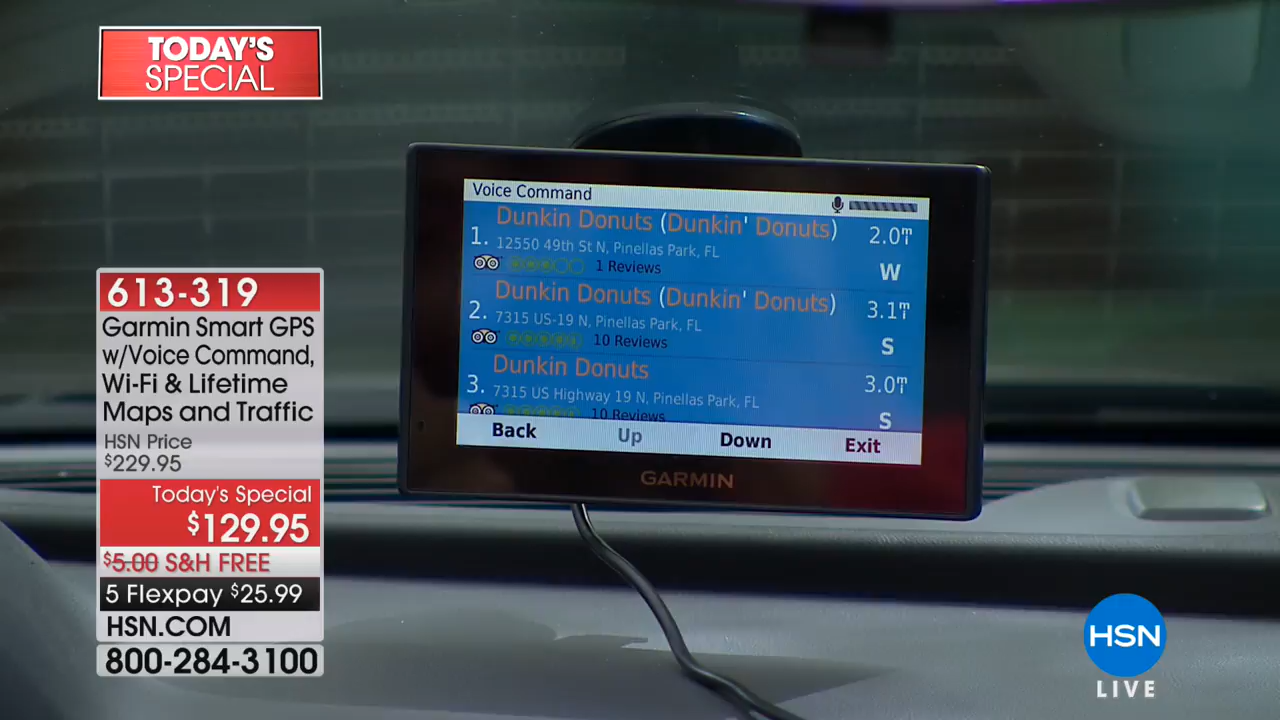 TODAY'S
SPECIAL
613-319
Garmin Smart GPS
w/Voice Command,
Wi-Fi & Lifetime
Maps and Traffic
HSN Price
$229.95
Today's Special
$129.95
$5.00 S&H FREE
5 Flexpay $25.99
HSN.COM
800-284-3100
Voice Command
Dunkin Donuts (Dunkin' Donuts)
1.
2.0mi
12550 49th St N, Pinellas Park, FL
1 Reviews
W
Dunkin Donuts (Dunkin' Donuts)
2.
3.1mi
7315 US-19 N, Pinellas Park, FL
10 Reviews
S
Dunkin Donuts
3.
3.0mi
7315 US Highway 19 N, Pinellas Park, FL
10 Reviews
S
Back Up Down Exit
GARMIN
HSN
LIVE